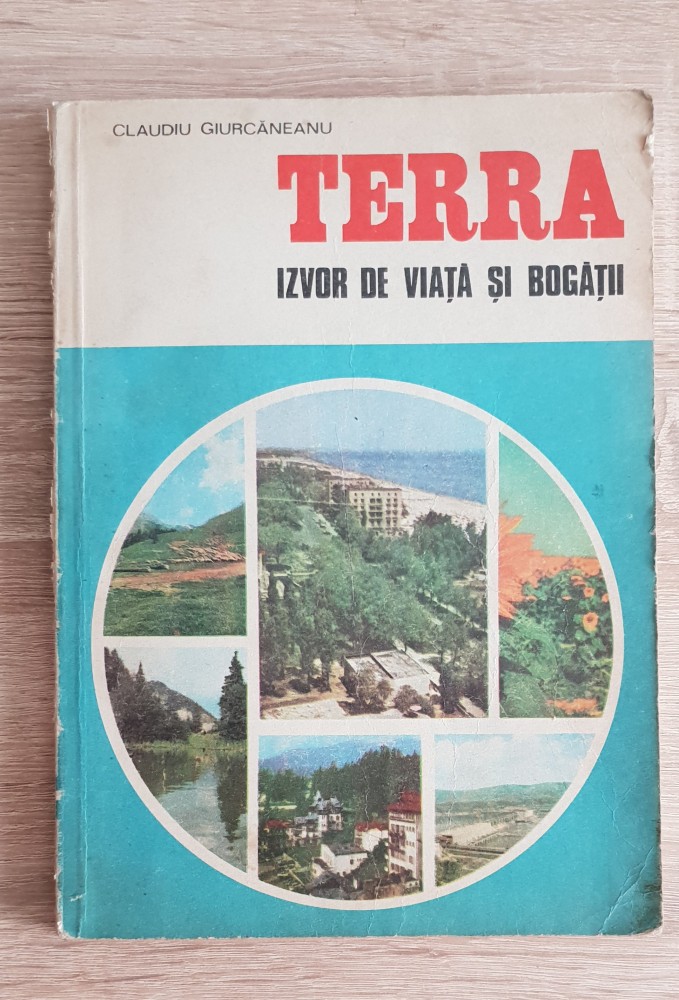 CLAUDIU GIURCĂNEANU
TERRA
IZVOR DE VIAȚĂ ȘI BOGĂȚII